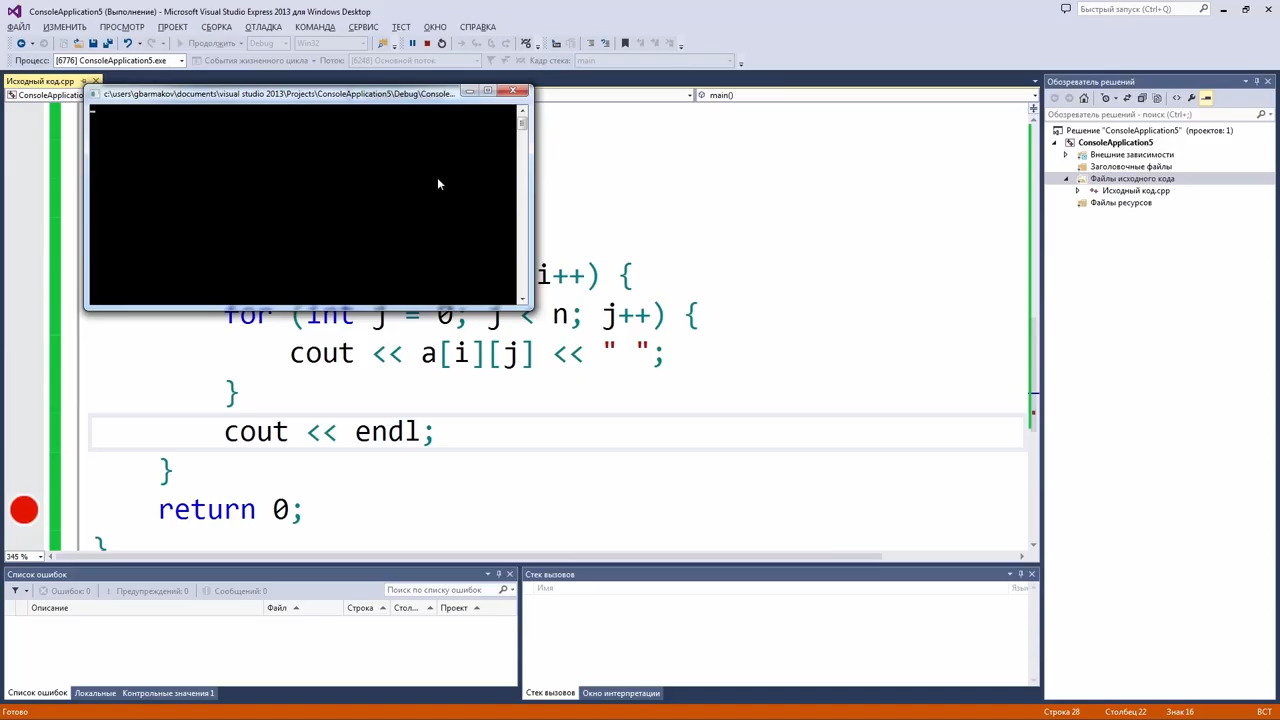 ConsoleApplication5 (Выполнение) - Microsoft Visual Studio Express 2013 для Windows Desktop
Быстрый запуск (Ctrl+Q)
ФАЙЛ ИЗМЕНИТЬ ПРОСМОТР ПРОЕКТ СБОРКА ОТЛАДКА КОМАНДА СЕРВИС ТЕСТ ОКНО СПРАВКА
Продолжить Debug Win32
Процесс: [6776] ConsoleApplication5.exe События жизненного цикла Поток: [6248] Основной поток Кадр стека: main
Исходный код.cpp
ConsoleApplica
main()
c:\users\gbarmakov\documents\visual studio 2013\Projects\ConsoleApplication5\Debug\Console...
i++) {
for (int j = 0; j < n; j++) {
cout << a[i][j] << " ";
}
cout << endl;
}
return 0;
}
345 %
Обозреватель решений
Обозреватель решений - поиск (Ctrl+;)
Решение "ConsoleApplication5" (проектов: 1)
ConsoleApplication5
Внешние зависимости
Заголовочные файлы
Файлы исходного кода
Исходный код.cpp
Файлы ресурсов
Список ошибок
Ошибок: 0 Предупреждений: 0 Сообщений: 0 Поиск по списку ошибок
Описание Файл Строка Стол... Проект
Список ошибок Локальные Контрольные значения 1
Стек вызовов
Имя Язы
Стек вызовов Окно интерпретации
Готово Строка 28 Столбец 22 Знак 16 ВСТ